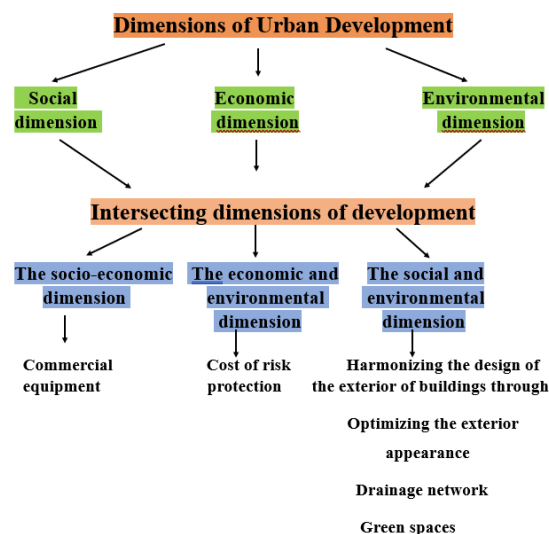 Dimensions of Urban Development
Social
dimension
Economic
dimension
Environmental
dimension
Intersecting dimensions of development
The socio-economic
dimension
The economic and
environmental
dimension
The social and
environmental
dimension
Commercial
equipment
Cost of risk
protection
Harmonizing the design of
the exterior of buildings through
Optimizing the exterior
appearance
Drainage network
Green spaces